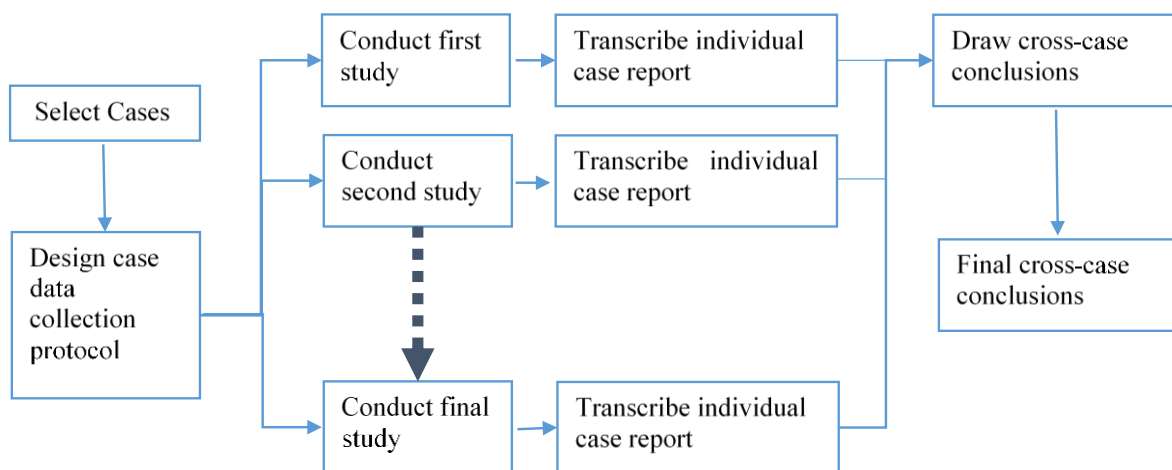 Select Cases
Design case
data
collection
protocol
Conduct first
study
Transcribe individual
case report
Conduct
second study
Transcribe individual
case report
Conduct final
study
Transcribe individual
case report
Draw cross-case
conclusions
Final cross-case
conclusions